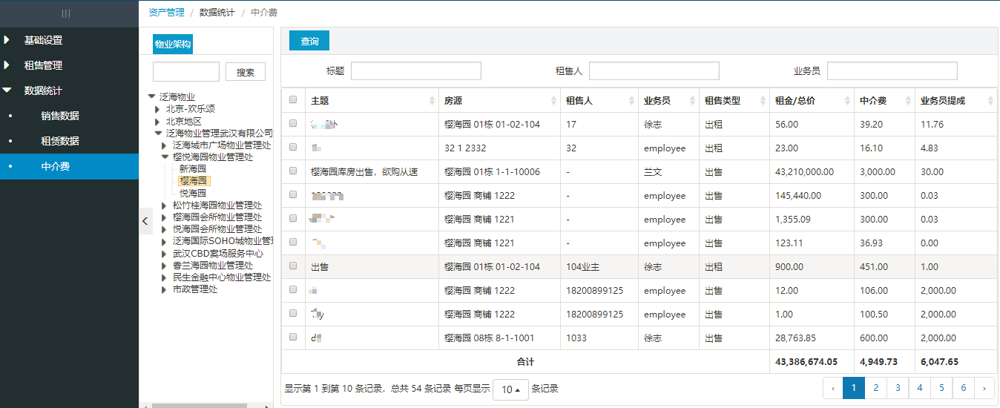 资产管理 / 数据统计 / 中介费
基础设置
租售管理
数据统计
销售数据
租赁数据
中介费
物业架构
搜索
泛海物业
北京-欢乐颂
北京地区
泛海物业管理武汉有限公司
泛海城市广场物业管理处
樱悦海园物业管理处
新海园
樱海园
悦海园
松竹桂海园物业管理处
樱海园会所物业管理处
悦海园会所物业管理处
泛海国际SOHO城物业管
武汉CBD案场服务中心
香兰海园物业管理处
民生金融中心物业管理处
市政管理处
查询
标题 租售人 业务员
主题 房源 租售人 业务员 租售类型 租金/总价 中介费 业务员提成
樱海园 01栋 01-02-104 17 徐志 出租 56.00 39.20 11.76
32 1 2332 32 employee 出租 23.00 16.10 4.83
樱海园库房出售，欲购从速 樱海园 01栋 1-1-10006 - 兰文 出售 43,210,000.00 3,000.00 30.00
樱海园 商铺 1222 - employee 出售 145,440.00 300.00 0.03
樱海园 商铺 1221 - employee 出售 1,355.09 300.00 0.03
樱海园 商铺 1221 - employee 出售 123.11 36.93 0.00
出售 樱海园 01栋 01-02-104 104业主 徐志 出租 900.00 451.00 1.00
樱海园 商铺 1222 18200899125 employee 出售 12.00 106.00 2,000.00
樱海园 商铺 1222 18200899125 employee 出售 1.00 100.50 2,000.00
樱海园 08栋 8-1-1001 1033 徐志 出售 28,763.85 600.00 2,000.00
合计 43,386,674.05 4,949.73 6,047.65
显示第 1 到第 10 条记录，总共 54 条记录 每页显示 10 条记录 ‹ 1 2 3 4 5 6 ›